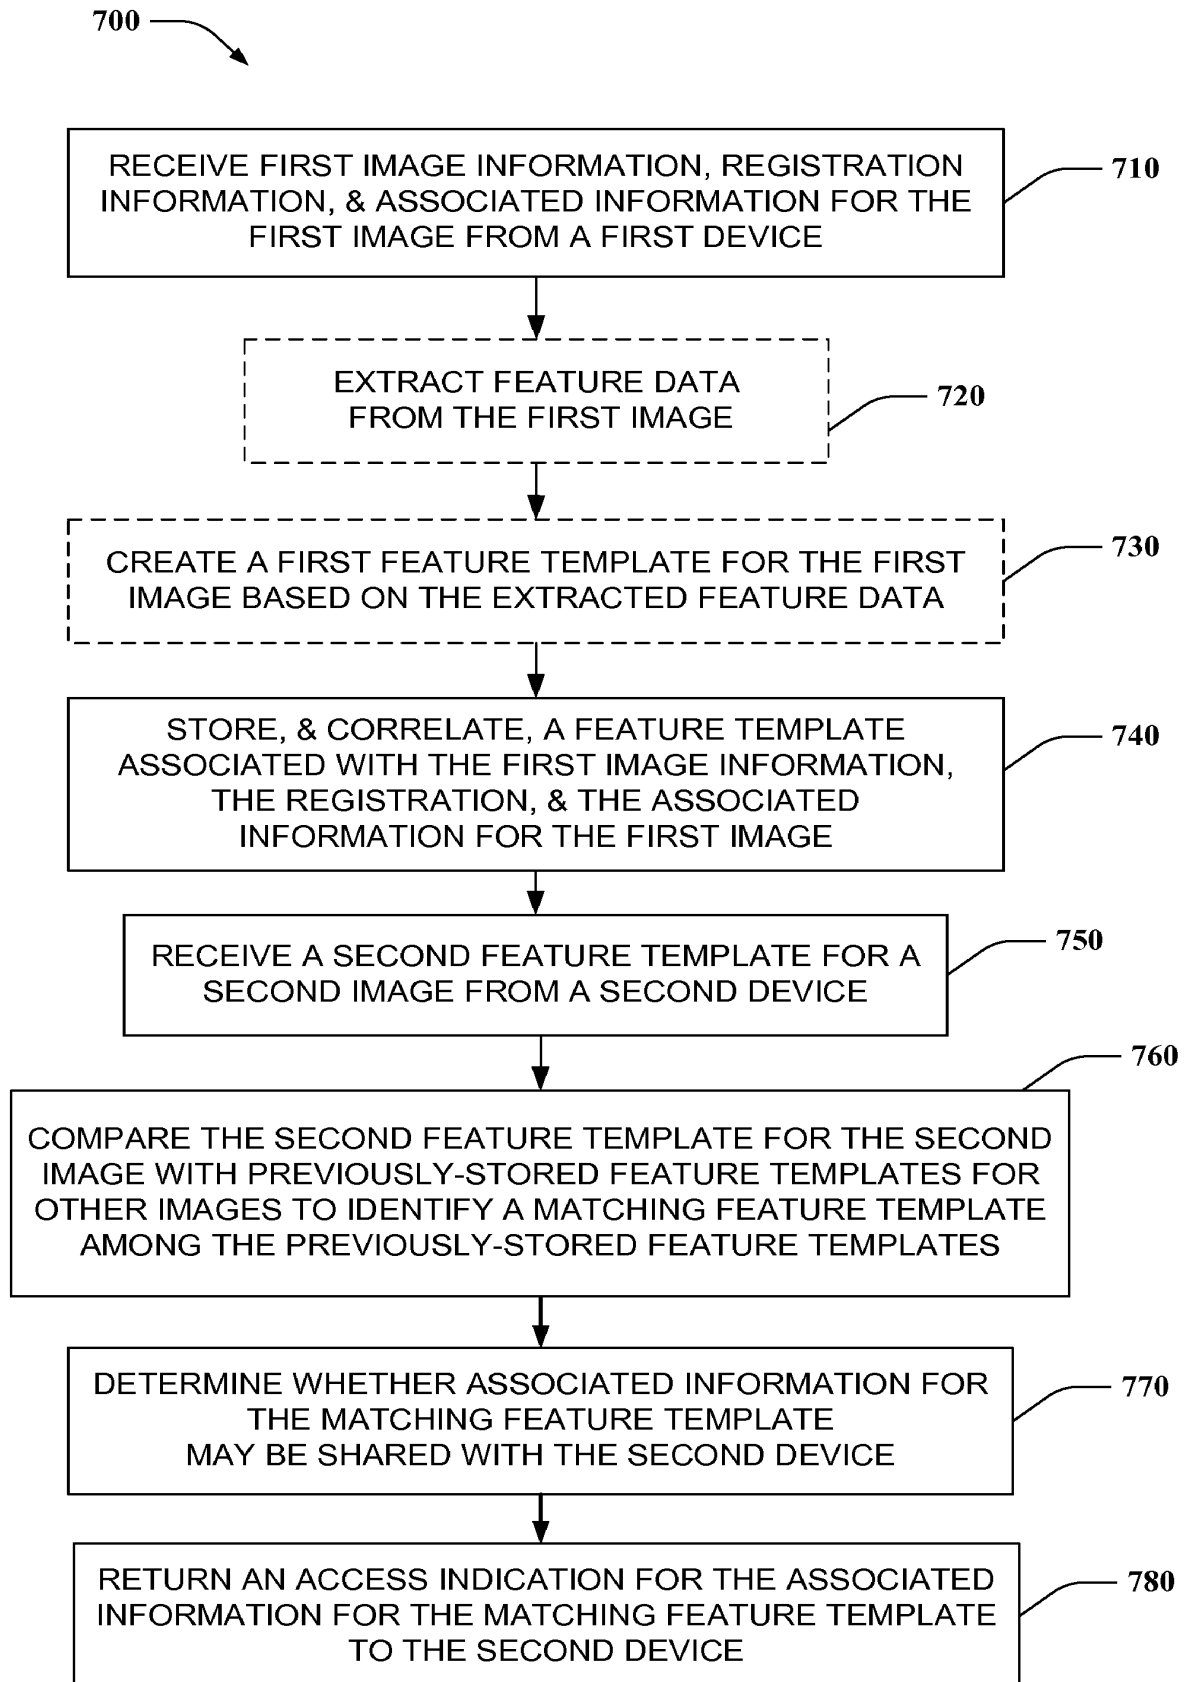 700
RECEIVE FIRST IMAGE INFORMATION, REGISTRATION
INFORMATION, & ASSOCIATED INFORMATION FOR THE
FIRST IMAGE FROM A FIRST DEVICE
710
EXTRACT FEATURE DATA
FROM THE FIRST IMAGE
720
CREATE A FIRST FEATURE TEMPLATE FOR THE FIRST
IMAGE BASED ON THE EXTRACTED FEATURE DATA
730
STORE, & CORRELATE, A FEATURE TEMPLATE
ASSOCIATED WITH THE FIRST IMAGE INFORMATION,
THE REGISTRATION, & THE ASSOCIATED
INFORMATION FOR THE FIRST IMAGE
740
RECEIVE A SECOND FEATURE TEMPLATE FOR A
SECOND IMAGE FROM A SECOND DEVICE
750
COMPARE THE SECOND FEATURE TEMPLATE FOR THE SECOND
IMAGE WITH PREVIOUSLY-STORED FEATURE TEMPLATES FOR
OTHER IMAGES TO IDENTIFY A MATCHING FEATURE TEMPLATE
AMONG THE PREVIOUSLY-STORED FEATURE TEMPLATES
760
DETERMINE WHETHER ASSOCIATED INFORMATION FOR
THE MATCHING FEATURE TEMPLATE
MAY BE SHARED WITH THE SECOND DEVICE
770
RETURN AN ACCESS INDICATION FOR THE ASSOCIATED
INFORMATION FOR THE MATCHING FEATURE TEMPLATE
TO THE SECOND DEVICE
780